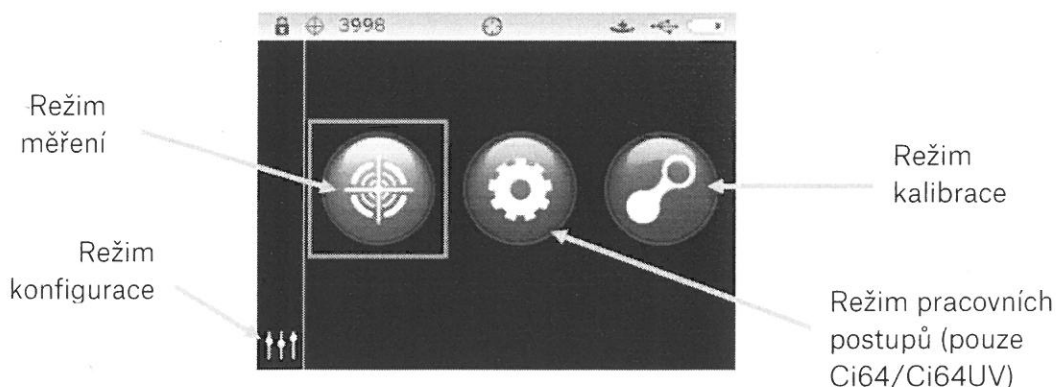 3998
Režim
měření
Režim
kalibrace
Režim
konfigurace
Režim pracovních
postupů (pouze
Ci64/Ci64UV)